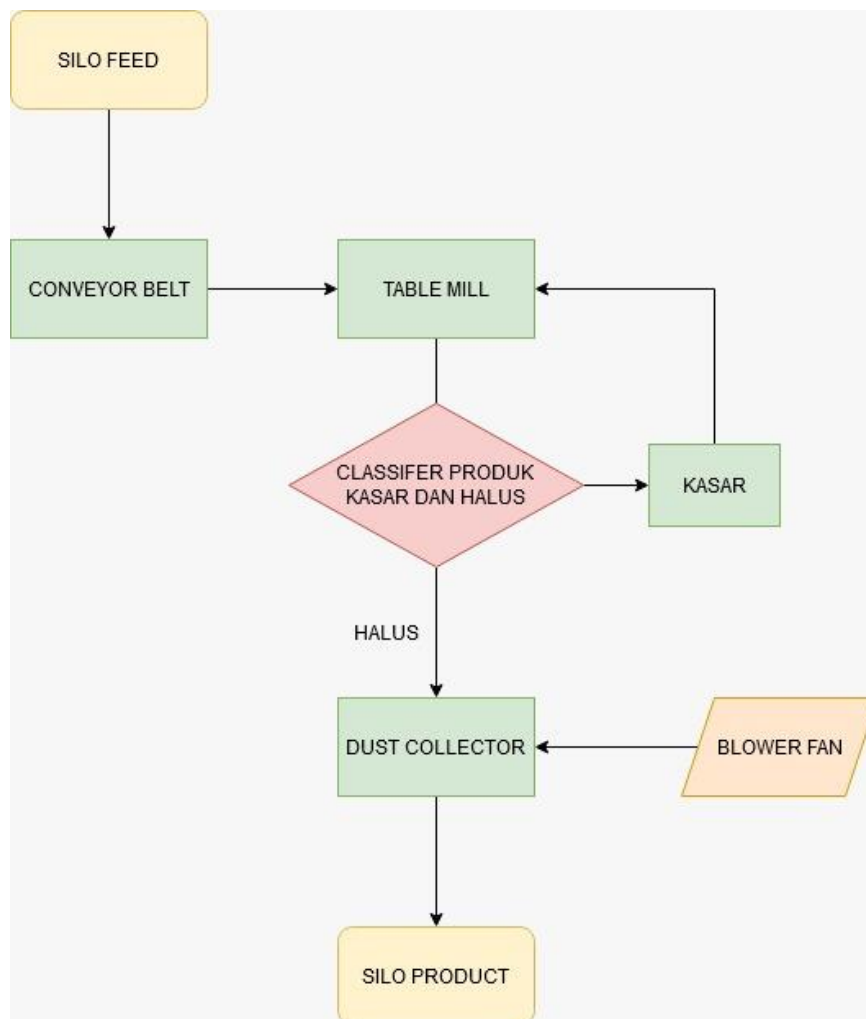 SILO FEED
CONVEYOR BELT
TABLE MILL
CLASSIFER PRODUK
KASAR DAN HALUS
KASAR
HALUS
DUST COLLECTOR
BLOWER FAN
SILO PRODUCT